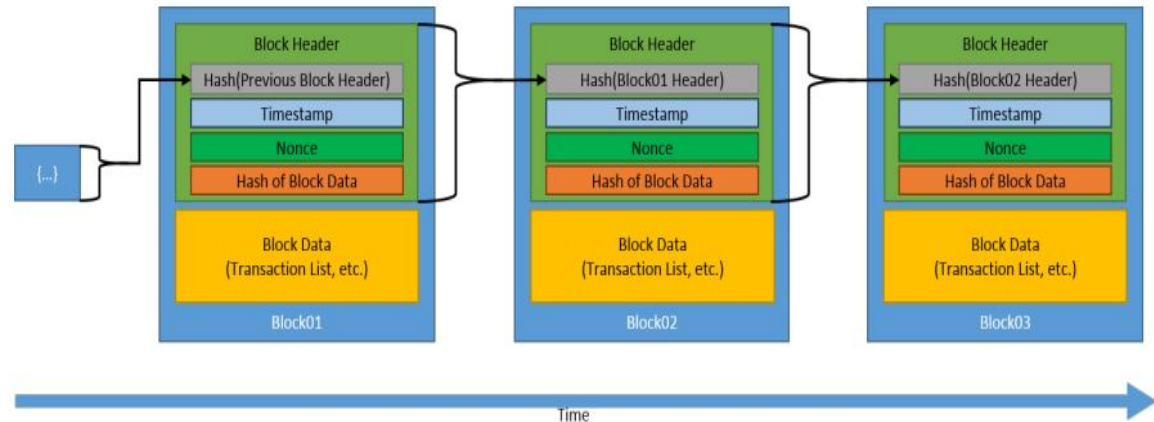 {...}
Block Header
Hash(Previous Block Header)
Timestamp
Nonce
Hash of Block Data
Block Data
(Transaction List, etc.)
Block01
Block Header
Hash(Block01 Header)
Timestamp
Nonce
Hash of Block Data
Block Data
(Transaction List, etc.)
Block02
Block Header
Hash(Block02 Header)
Timestamp
Nonce
Hash of Block Data
Block Data
(Transaction List, etc.)
Block03
Time